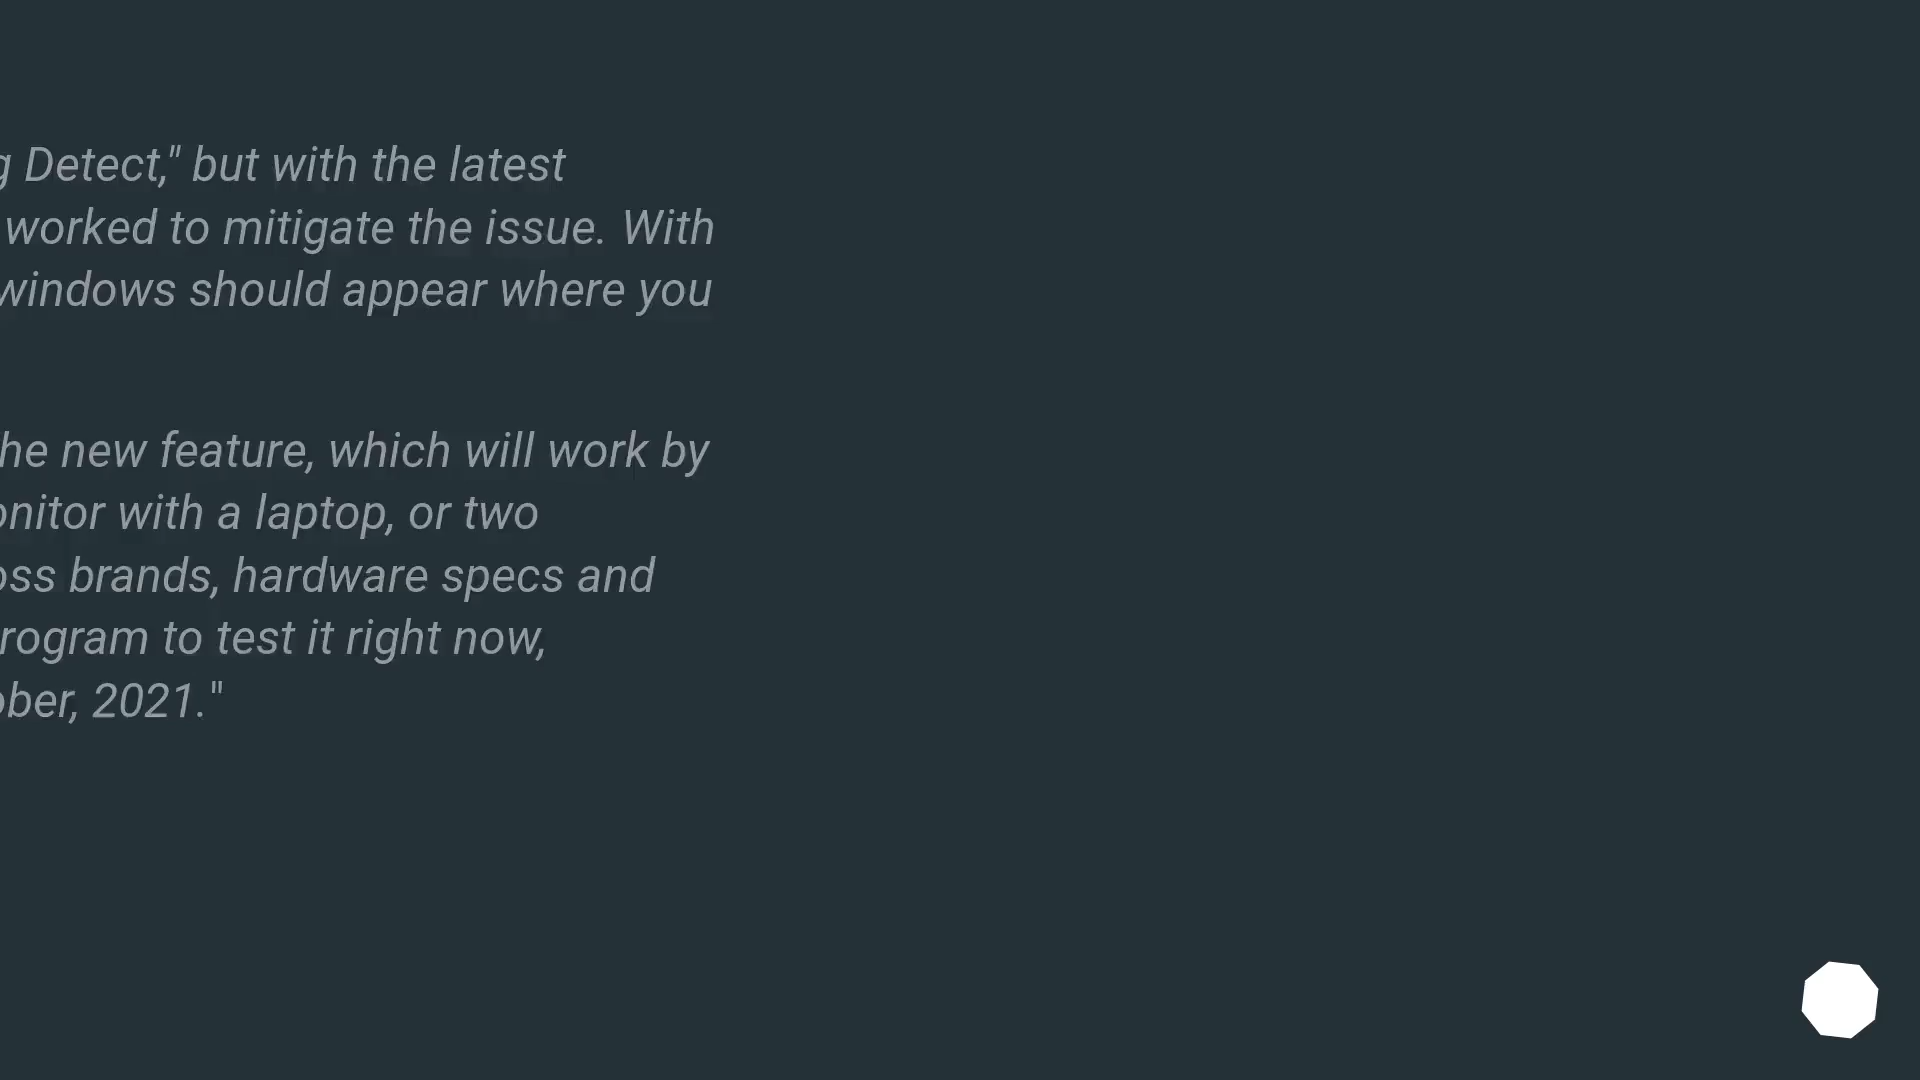 Detect," but with the latest
worked to mitigate the issue. With
windows should appear where you
he new feature, which will work by
onitor with a laptop, or two
oss brands, hardware specs and
rogram to test it right now,
ber, 2021."